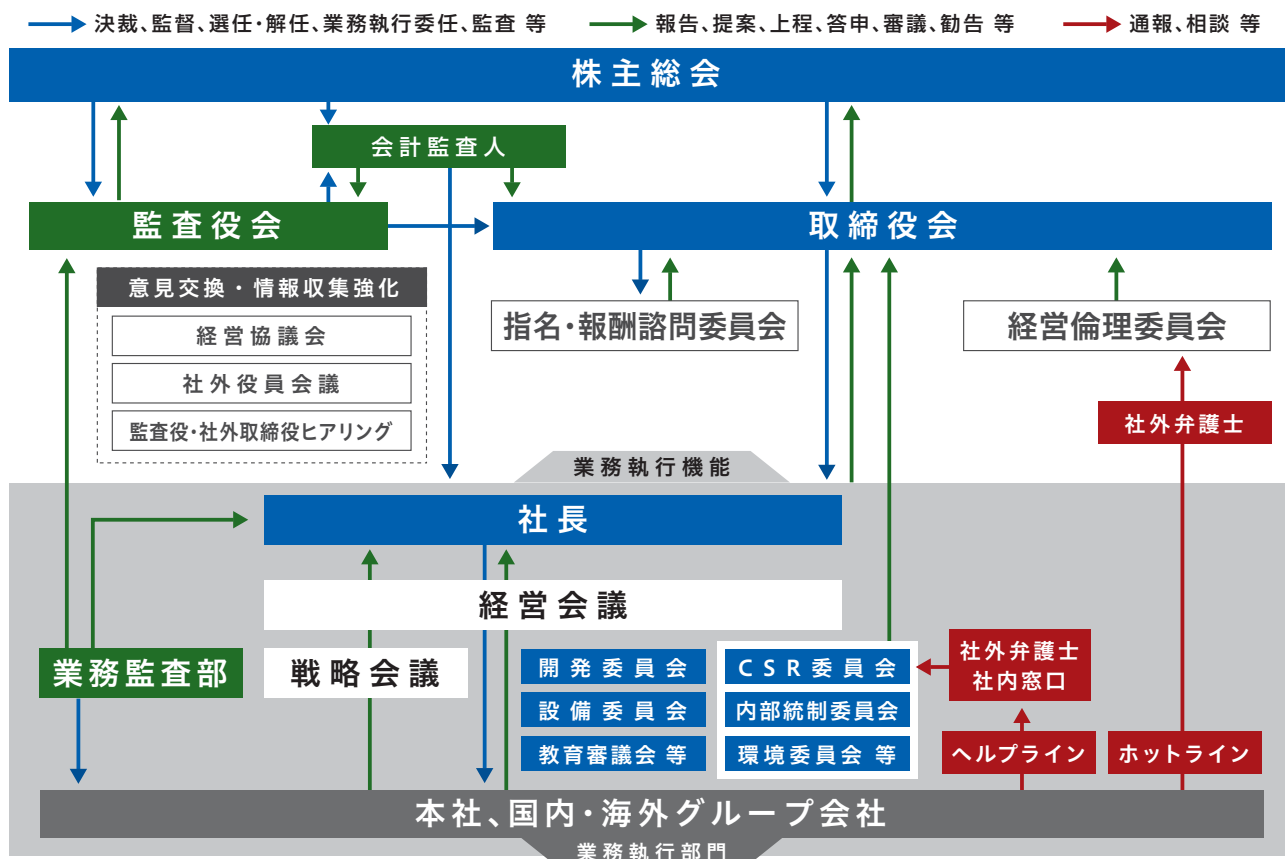 決裁、監督、選任・解任、業務執行委任、監査 等
報告、提案、上程、答申、審議、勧告 等
通報、相談 等
株主総会
会計監査人
監査役会
取締役会
意見交換・情報収集強化
経営協議会
社外役員会議
監査役・社外取締役ヒアリング
指名・報酬諮問委員会
経営倫理委員会
社外弁護士
業務執行機能
社長
経営会議
業務監査部
戦略会議
開発委員会
設備委員会
教育審議会 等
CSR委員会
内部統制委員会
環境委員会 等
社外弁護士
社内窓口
ヘルプライン
ホットライン
本社、国内・海外グループ会社
業務執行部門